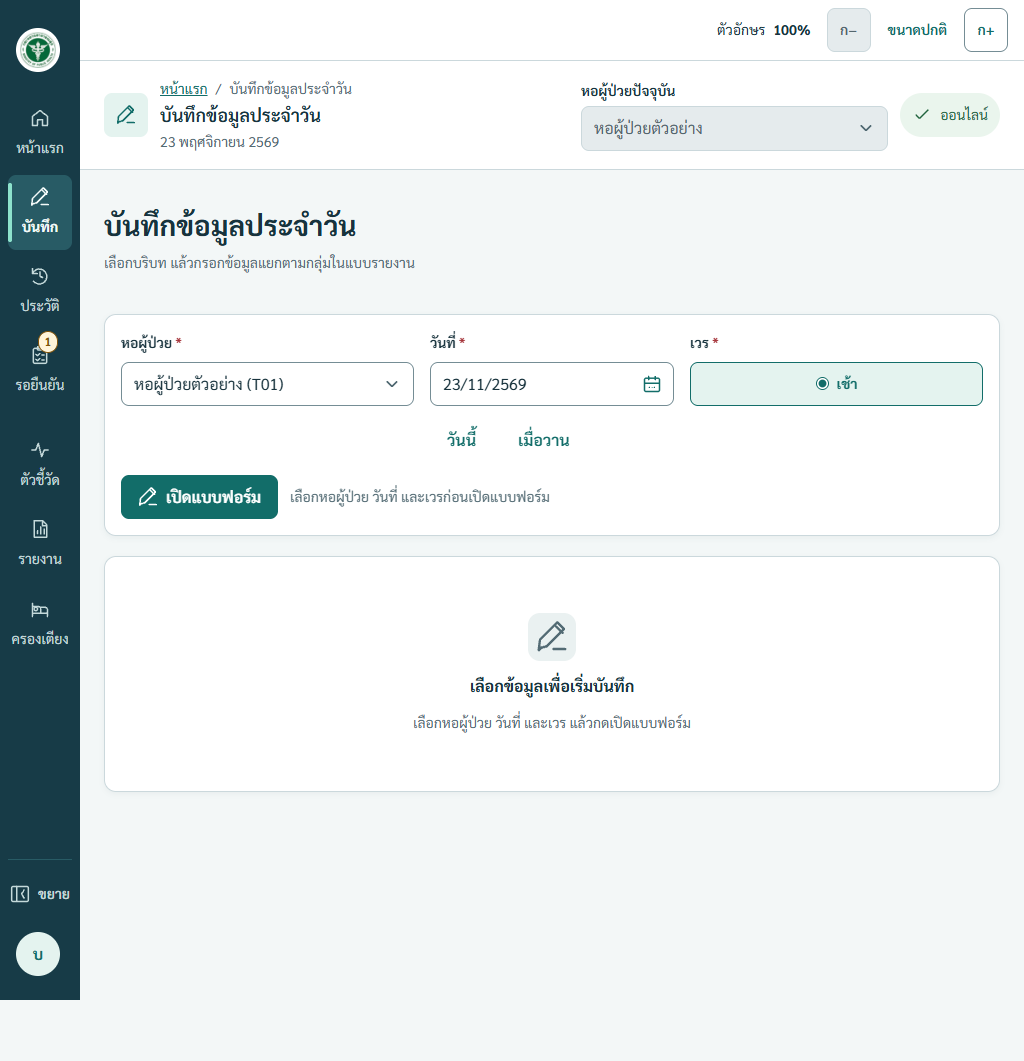 ตัวอักษร 100% ก− ขนาดปกติ ก+
หน้าแรก / บันทึกข้อมูลประจำวัน
บันทึกข้อมูลประจำวัน
23 พฤศจิกายน 2569
หอผู้ป่วยปัจจุบัน
หอผู้ป่วยตัวอย่าง
ออนไลน์
หน้าแรก
บันทึก
ประวัติ
1
รอยืนยัน
ตัวชี้วัด
รายงาน
ครองเตียง
ขยาย
บ
บันทึกข้อมูลประจำวัน
เลือกบริบท แล้วกรอกข้อมูลแยกตามกลุ่มในแบบรายงาน
หอผู้ป่วย * วันที่ * เวร *
หอผู้ป่วยตัวอย่าง (T01) 23/11/2569 เช้า
วันนี้ เมื่อวาน
เปิดแบบฟอร์ม เลือกหอผู้ป่วย วันที่ และเวรก่อนเปิดแบบฟอร์ม
เลือกข้อมูลเพื่อเริ่มบันทึก
เลือกหอผู้ป่วย วันที่ และเวร แล้วกดเปิดแบบฟอร์ม